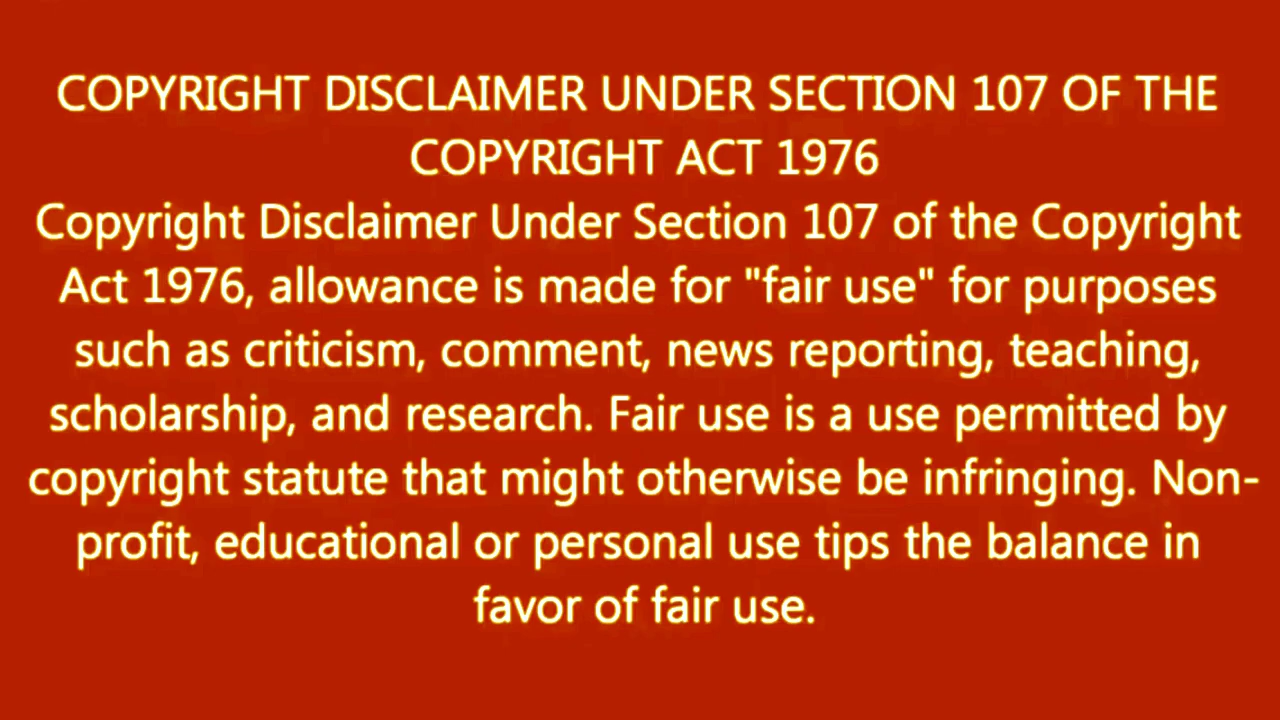 COPYRIGHT DISCLAIMER UNDER SECTION 107 OF THE
COPYRIGHT ACT 1976
Copyright Disclaimer Under Section 107 of the Copyright
Act 1976, allowance is made for "fair use" for purposes
such as criticism, comment, news reporting, teaching,
scholarship, and research. Fair use is a use permitted by
copyright statute that might otherwise be infringing. Non-
profit, educational or personal use tips the balance in
favor of fair use.